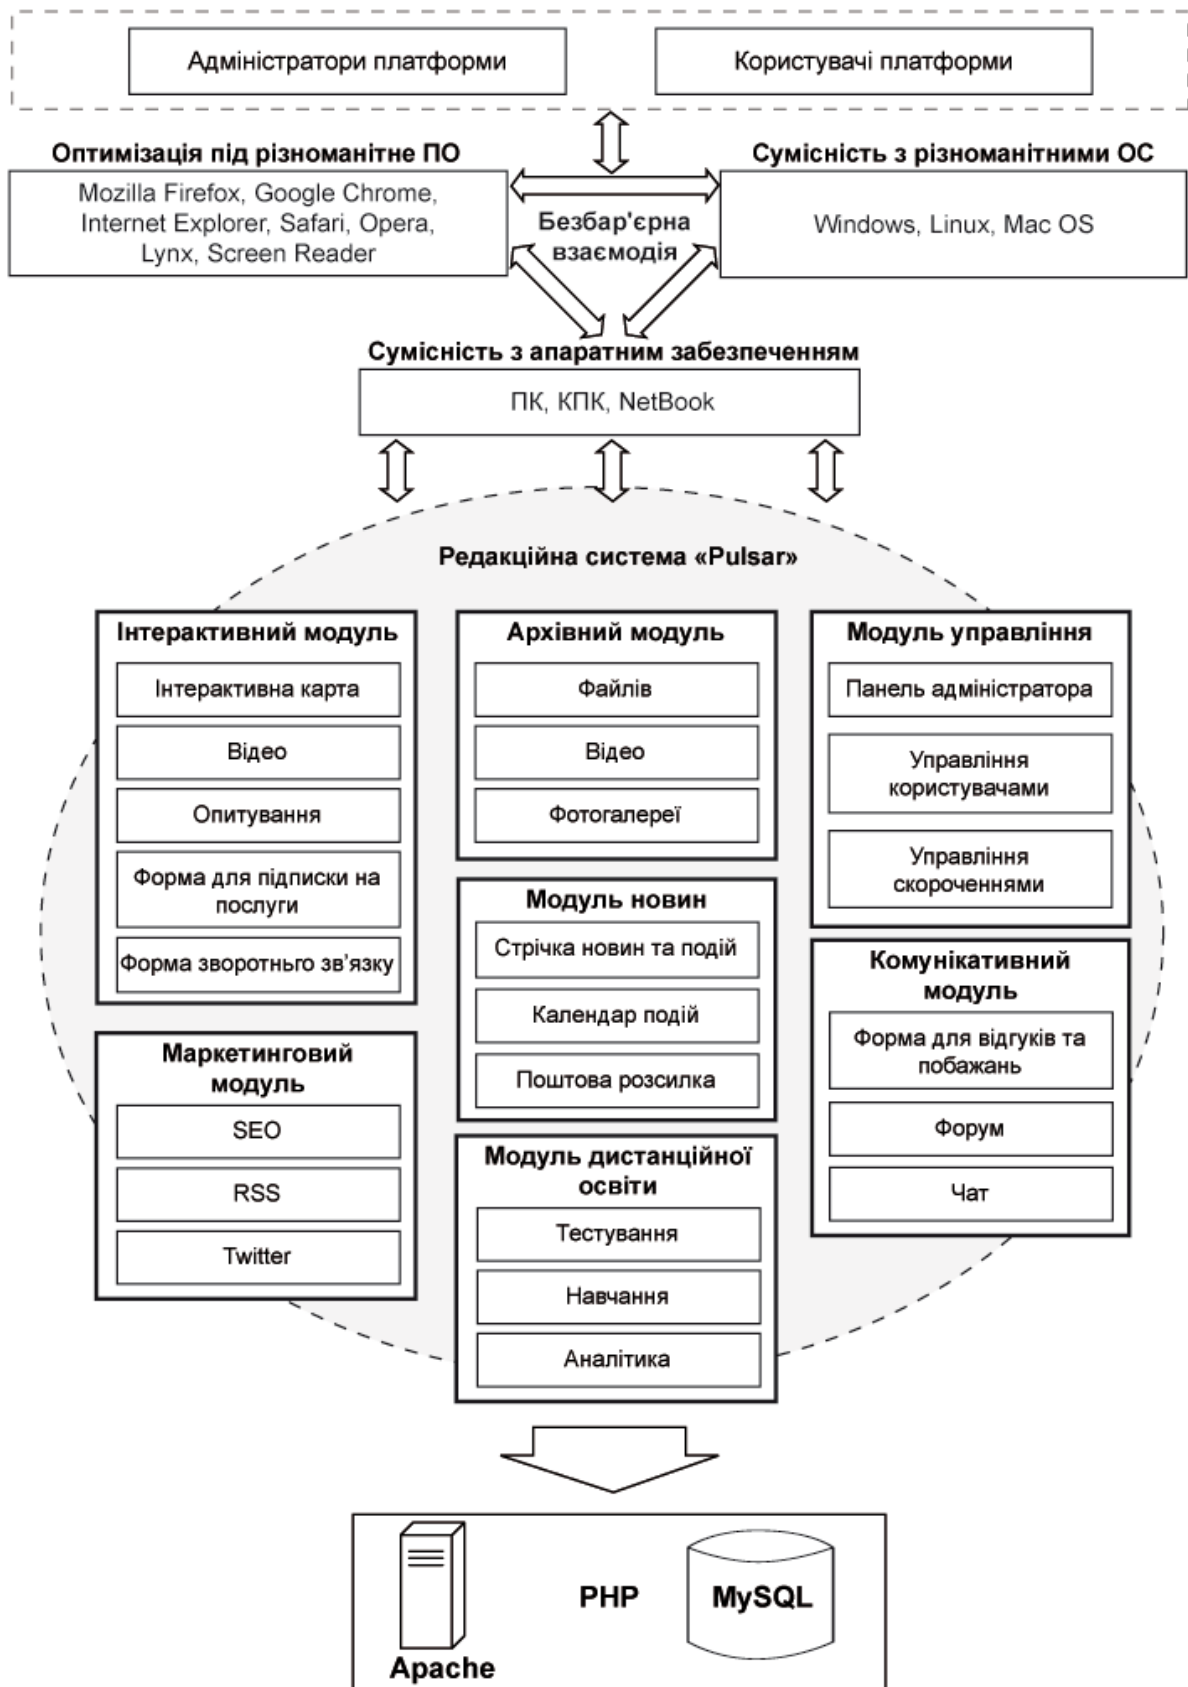 Адміністратори платформи
Користувачі платформи
Оптимізація під різноманітне ПО
Mozilla Firefox, Google Chrome,
Internet Explorer, Safari, Opera,
Lynx, Screen Reader
Сумісність з різноманітними ОС
Windows, Linux, Mac OS
Безбар'єрна
взаємодія
Сумісність з апаратним забезпеченням
ПК, КПК, NetBook
Редакційна система «Pulsar»
Інтерактивний модуль
Інтерактивна карта
Відео
Опитування
Форма для підписки на
послуги
Форма зворотнього зв’язку
Маркетинговий
модуль
SEO
RSS
Twitter
Архівний модуль
Файлів
Відео
Фотогалереї
Модуль новин
Стрічка новин та подій
Календар подій
Поштова розсилка
Модуль дистанційної
освіти
Тестування
Навчання
Аналітика
Модуль управління
Панель адміністратора
Управління
користувачами
Управління
скороченнями
Комунікативний
модуль
Форма для відгуків та
побажань
Форум
Чат
Apache
PHP
MySQL